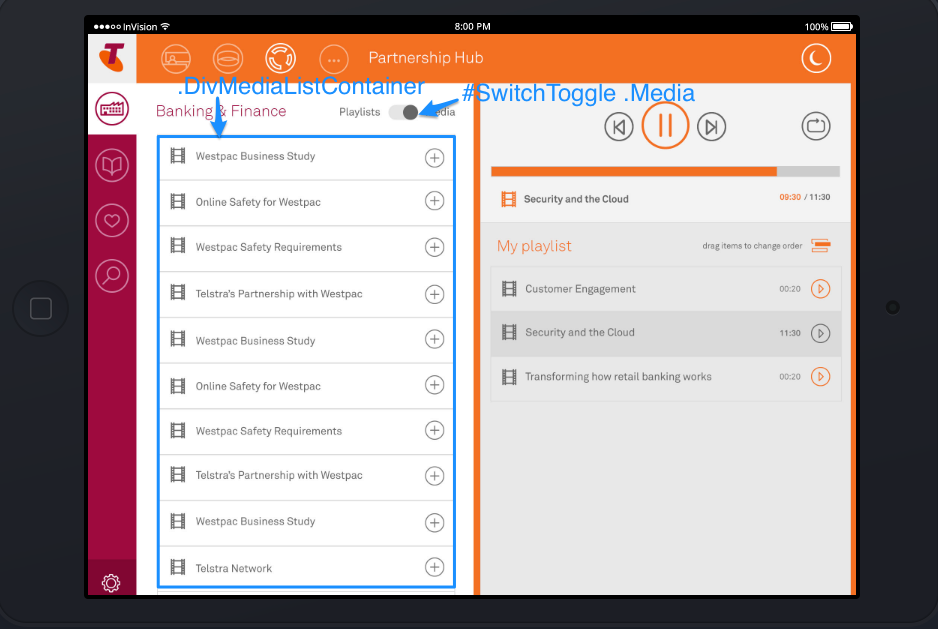 InVision
8:00 PM
100%
T
Partnership Hub
.DivMediaListContainer
#SwitchToggle .Media
Banking & Finance
Playlists
Westpac Business Study
Online Safety for Westpac
Westpac Safety Requirements
Telstra's Partnership with Westpac
Westpac Business Study
Online Safety for Westpac
Westpac Safety Requirements
Telstra's Partnership with Westpac
Westpac Business Study
Telstra Network
Security and the Cloud
09:30 / 11:30
My playlist
drag items to change order
Customer Engagement
00:20
Security and the Cloud
11:30
Transforming how retail banking works
00:20